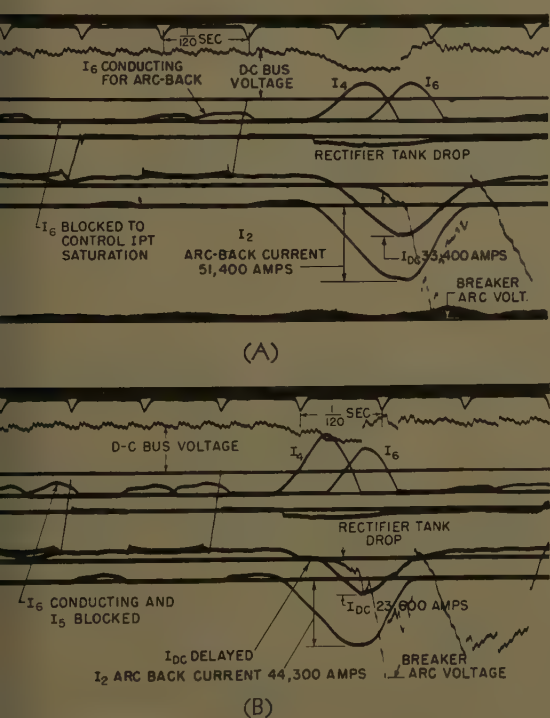 1/120 SEC
I6 CONDUCTING
FOR ARC-BACK
D-C BUS
VOLTAGE
I4
I6
RECTIFIER TANK DROP
I6 BLOCKED TO
CONTROL IPT
SATURATION
I2
ARC-BACK CURRENT
51,400 AMPS
IDC 33,400 AMPS
BREAKER
ARC VOLT.
(A)
1/120 SEC
D-C BUS VOLTAGE
I4
I6
RECTIFIER TANK
DROP
I6 CONDUCTING AND
I5 BLOCKED
IDC 23,600 AMPS
IDC DELAYED
I2 ARC BACK CURRENT 44,300 AMPS
BREAKER
ARC VOLTAGE
(B)